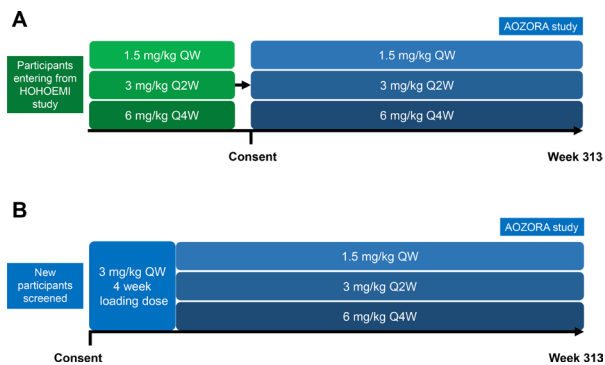 A
AOZORA study
Participants
entering from
HOHOEMI
study
1.5 mg/kg QW
3 mg/kg Q2W
6 mg/kg Q4W
1.5 mg/kg QW
3 mg/kg Q2W
6 mg/kg Q4W
Consent
Week 313
B
AOZORA study
New
participants
screened
3 mg/kg QW
4 week
loading dose
1.5 mg/kg QW
3 mg/kg Q2W
6 mg/kg Q4W
Consent
Week 313